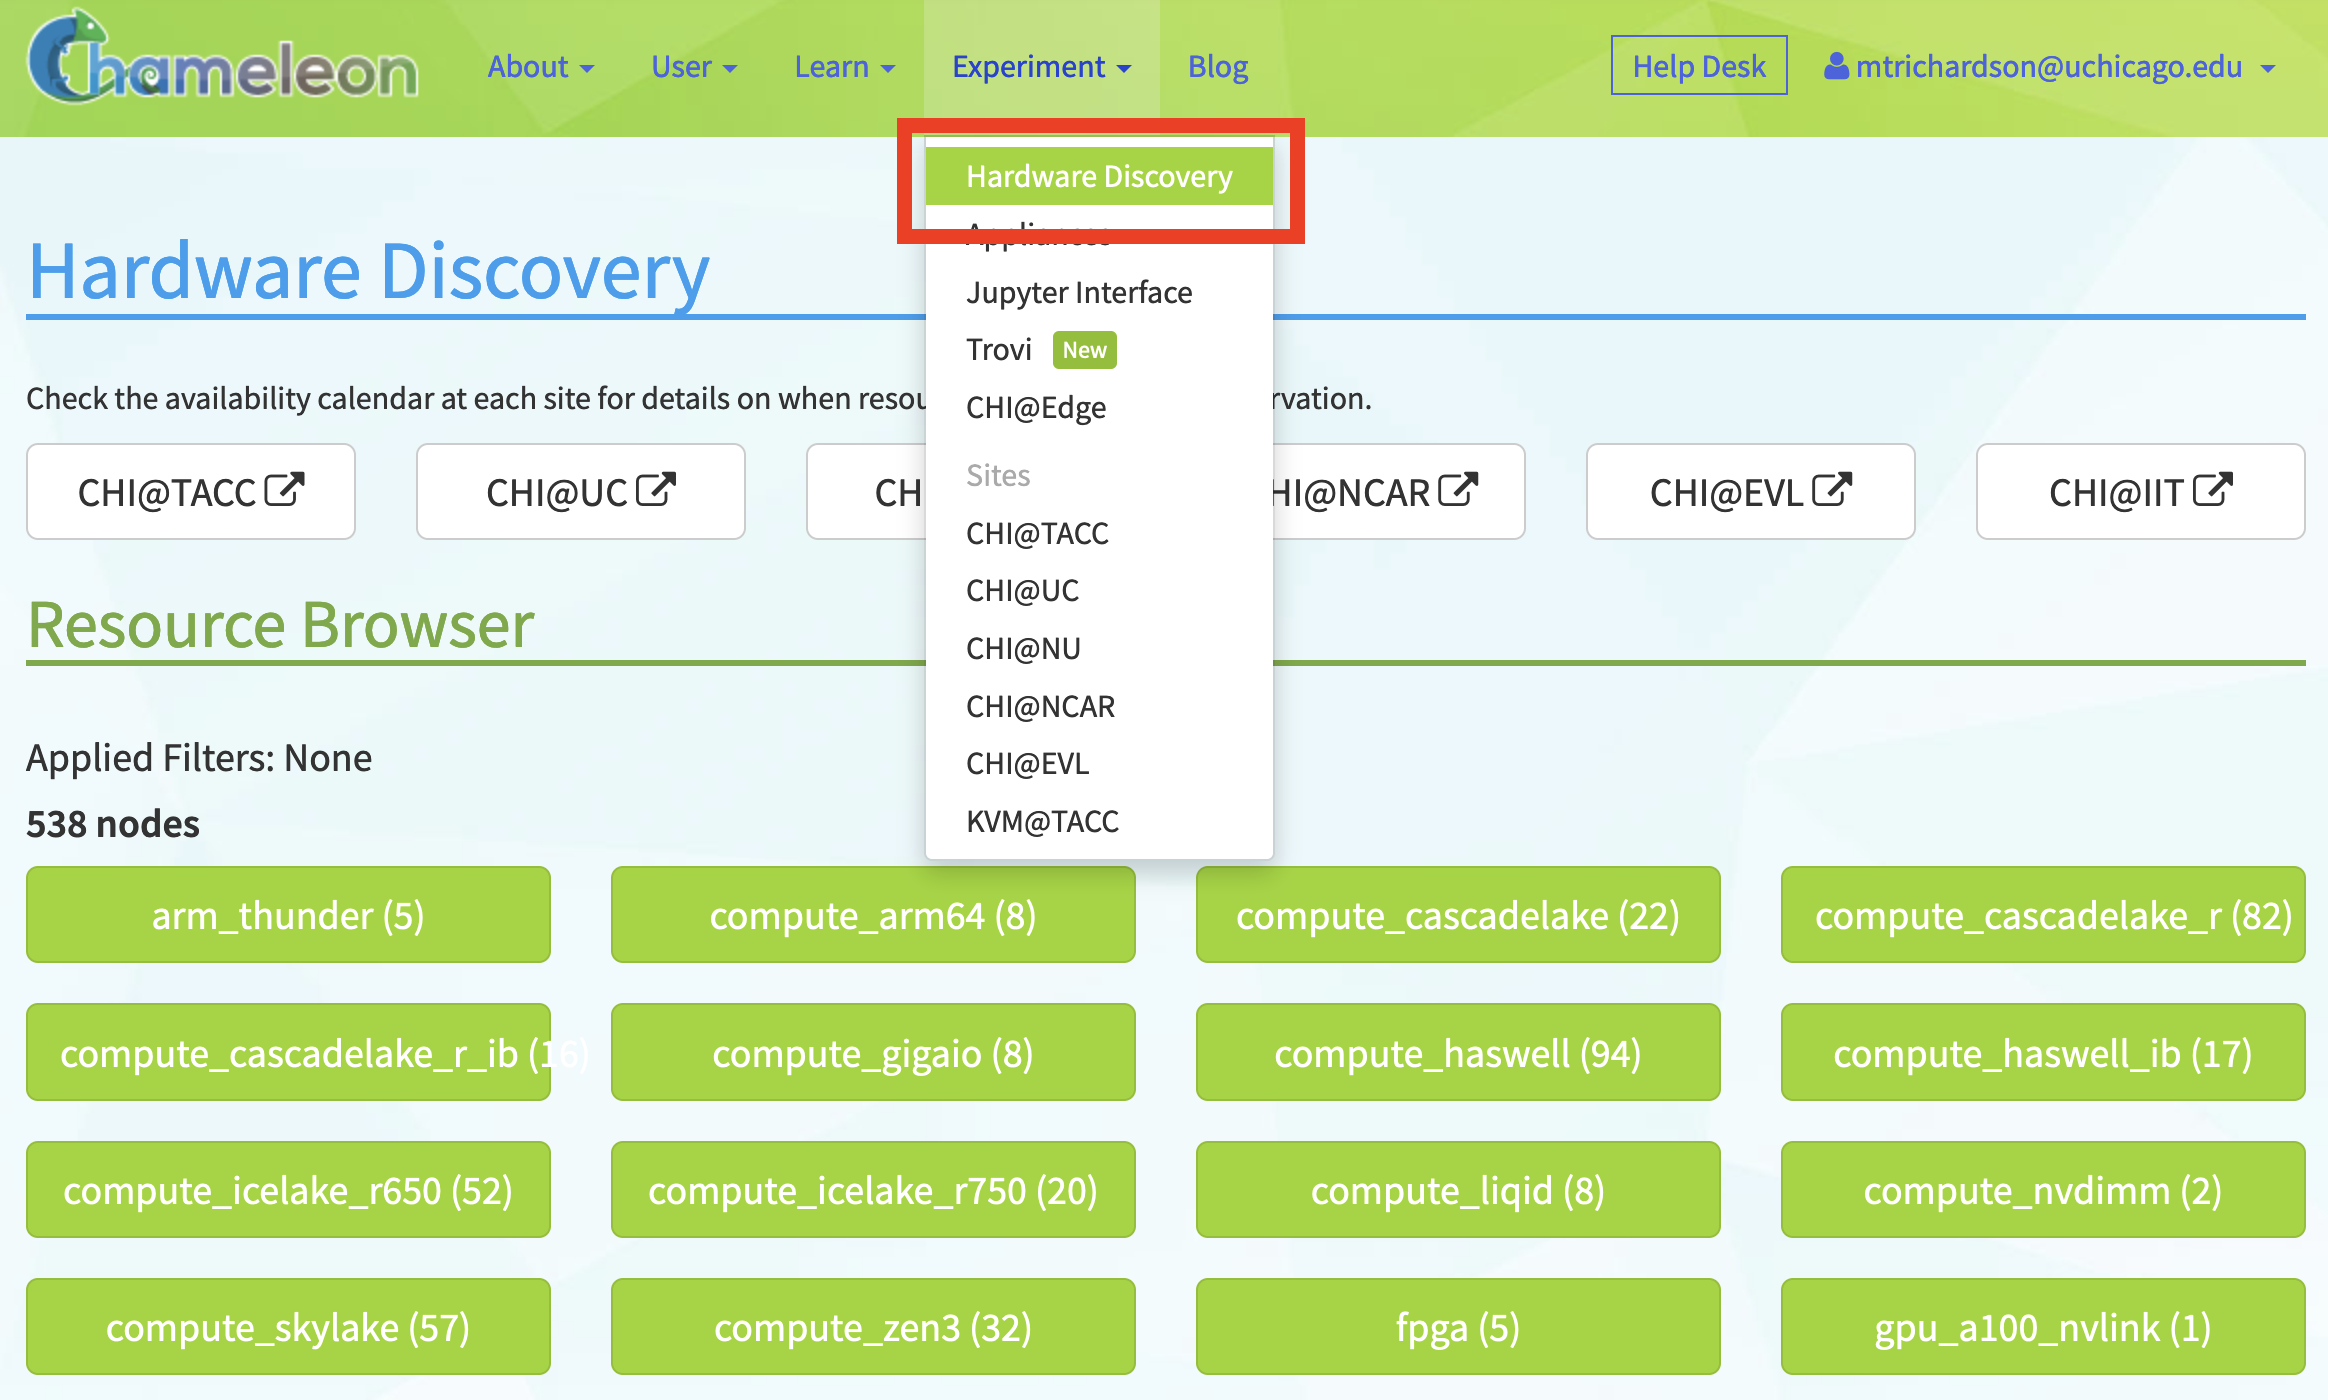 Chameleon
About
User
Learn
Experiment
Blog
Help Desk
mtrichardson@uchicago.edu
Hardware Discovery
Appliances
Jupyter Interface
Trovi New
CHI@Edge
Sites
CHI@TACC
CHI@UC
CHI@NU
CHI@NCAR
CHI@EVL
KVM@TACC
Hardware Discovery
Check the availability calendar at each site for details on when resou rvation.
CHI@TACC
CHI@UC
CH
HI@NCAR
CHI@EVL
CHI@IIT
Resource Browser
Applied Filters: None
538 nodes
arm_thunder (5)
compute_arm64 (8)
compute_cascadelake (22)
compute_cascadelake_r (82)
compute_cascadelake_r_ib (16)
compute_gigaio (8)
compute_haswell (94)
compute_haswell_ib (17)
compute_icelake_r650 (52)
compute_icelake_r750 (20)
compute_liqid (8)
compute_nvdimm (2)
compute_skylake (57)
compute_zen3 (32)
fpga (5)
gpu_a100_nvlink (1)